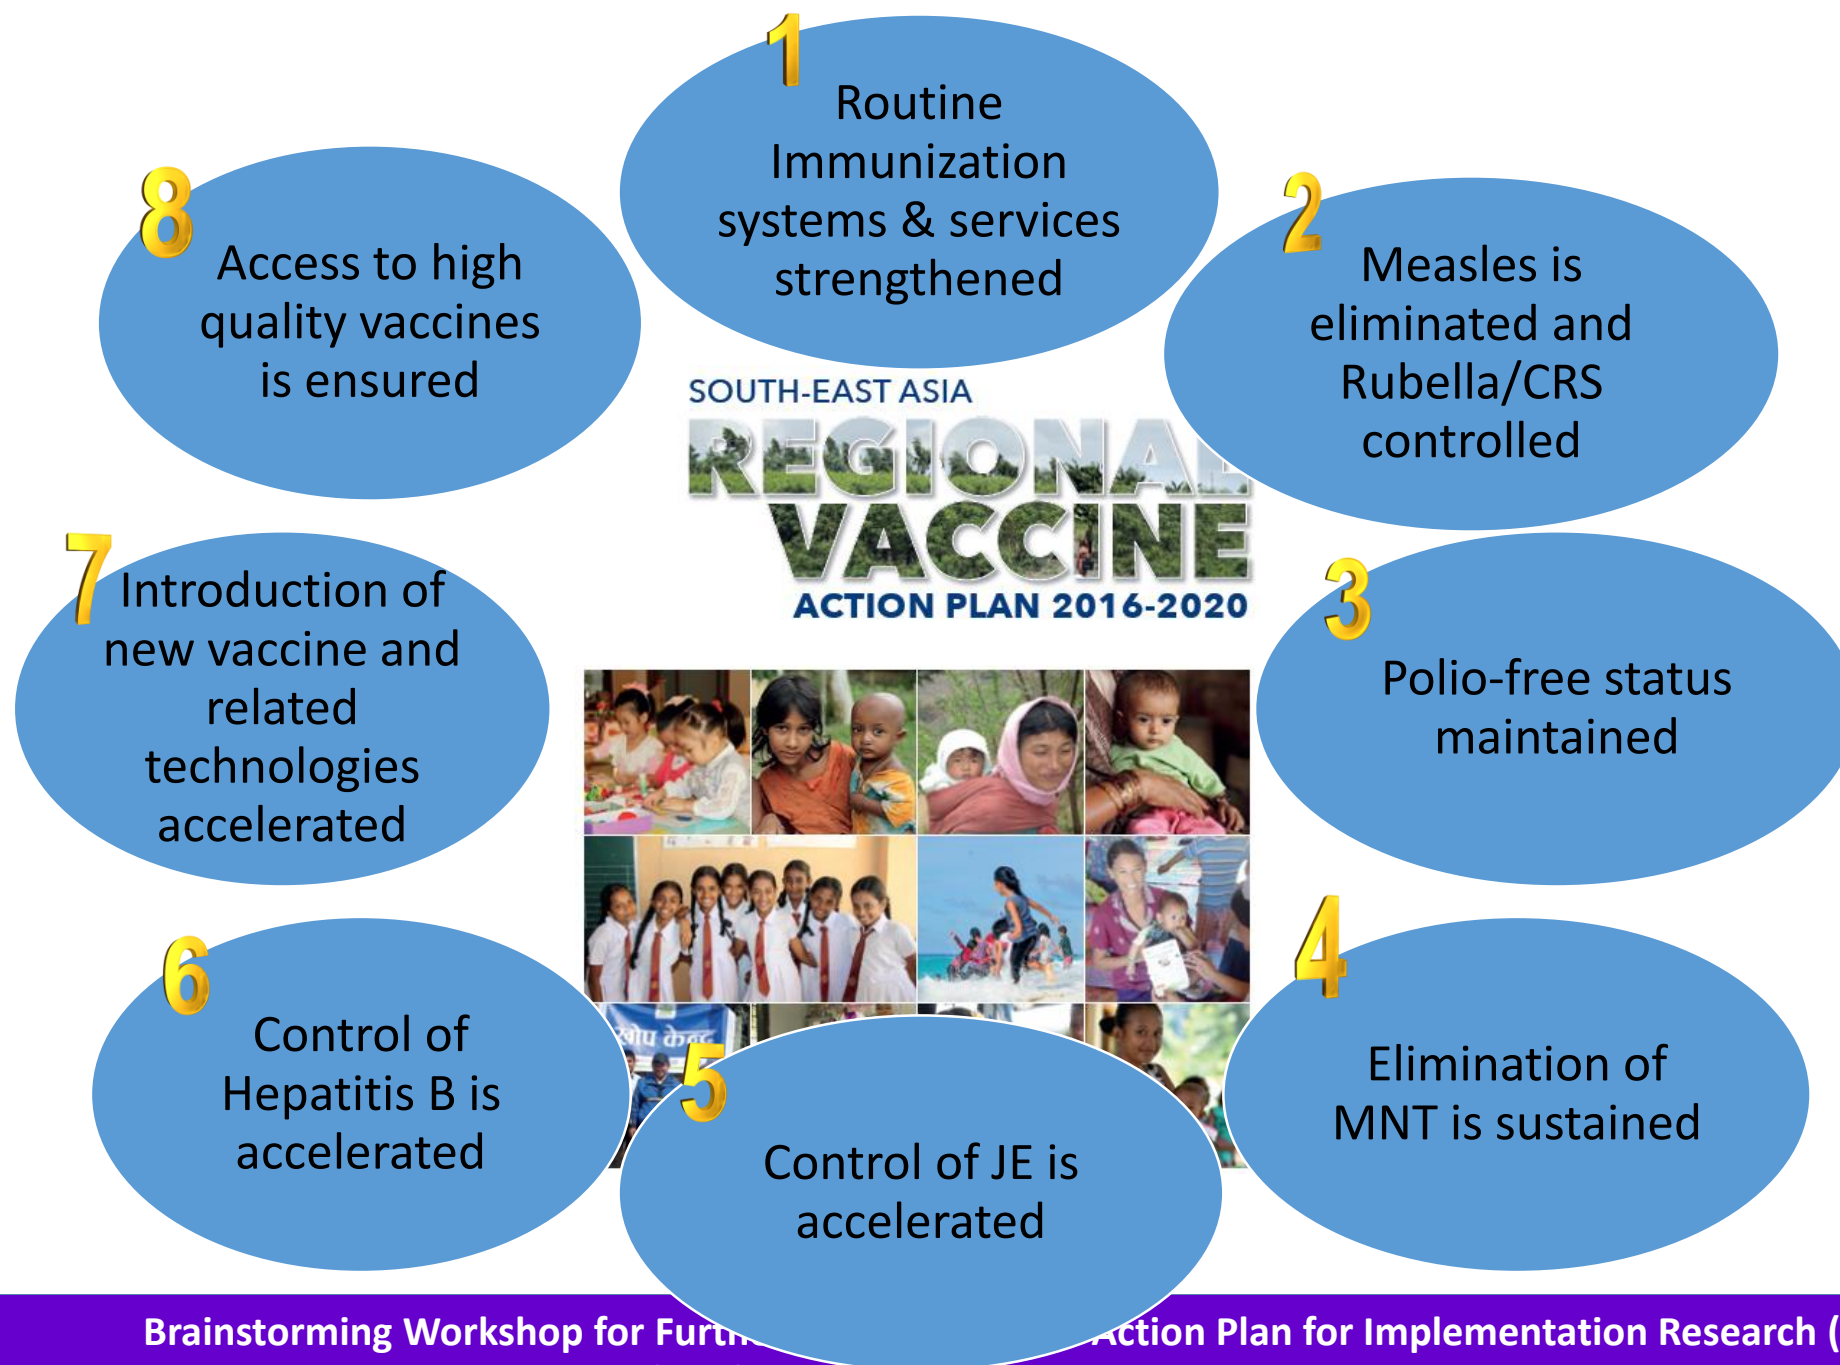 1
Routine
Immunization
systems & services
strengthened
2
Measles is
eliminated and
Rubella/CRS
controlled
3
Polio-free status
maintained
4
Elimination of
MNT is sustained
5
Control of JE is
accelerated
6
Control of
Hepatitis B is
accelerated
7
Introduction of
new vaccine and
related
technologies
accelerated
8
Access to high
quality vaccines
is ensured
SOUTH-EAST ASIA
REGIONAL
VACCINE
ACTION PLAN 2016-2020
खोप केन्द्र
Brainstorming Workshop for Action Plan for Implementation Research (